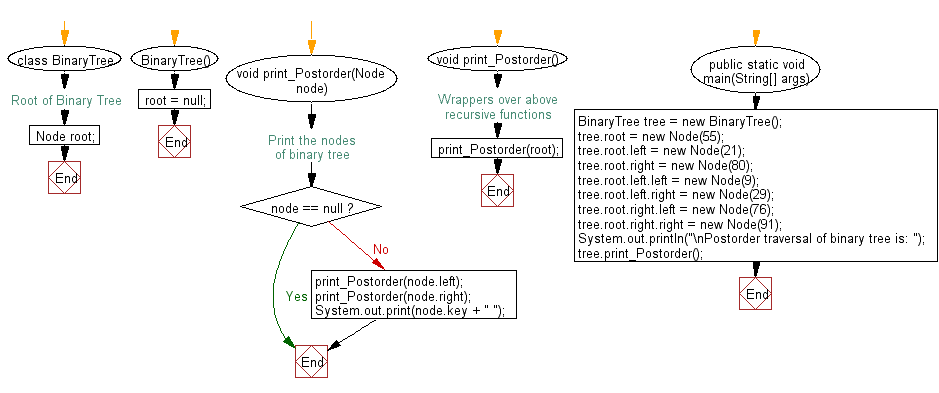 class BinaryTree
Root of Binary Tree
Node root;
End
BinaryTree()
root = null;
End
void print_Postorder(Node
node)
Print the nodes
of binary tree
node == null ?
No
Yes
print_Postorder(node.left);
print_Postorder(node.right);
System.out.print(node.key + " ");
End
void print_Postorder()
Wrappers over above
recursive functions
print_Postorder(root);
End
public static void
main(String[] args)
BinaryTree tree = new BinaryTree();
tree.root = new Node(55);
tree.root.left = new Node(21);
tree.root.right = new Node(80);
tree.root.left.left = new Node(9);
tree.root.left.right = new Node(29);
tree.root.right.left = new Node(76);
tree.root.right.right = new Node(91);
System.out.println("\nPostorder traversal of binary tree is: ");
tree.print_Postorder();
End